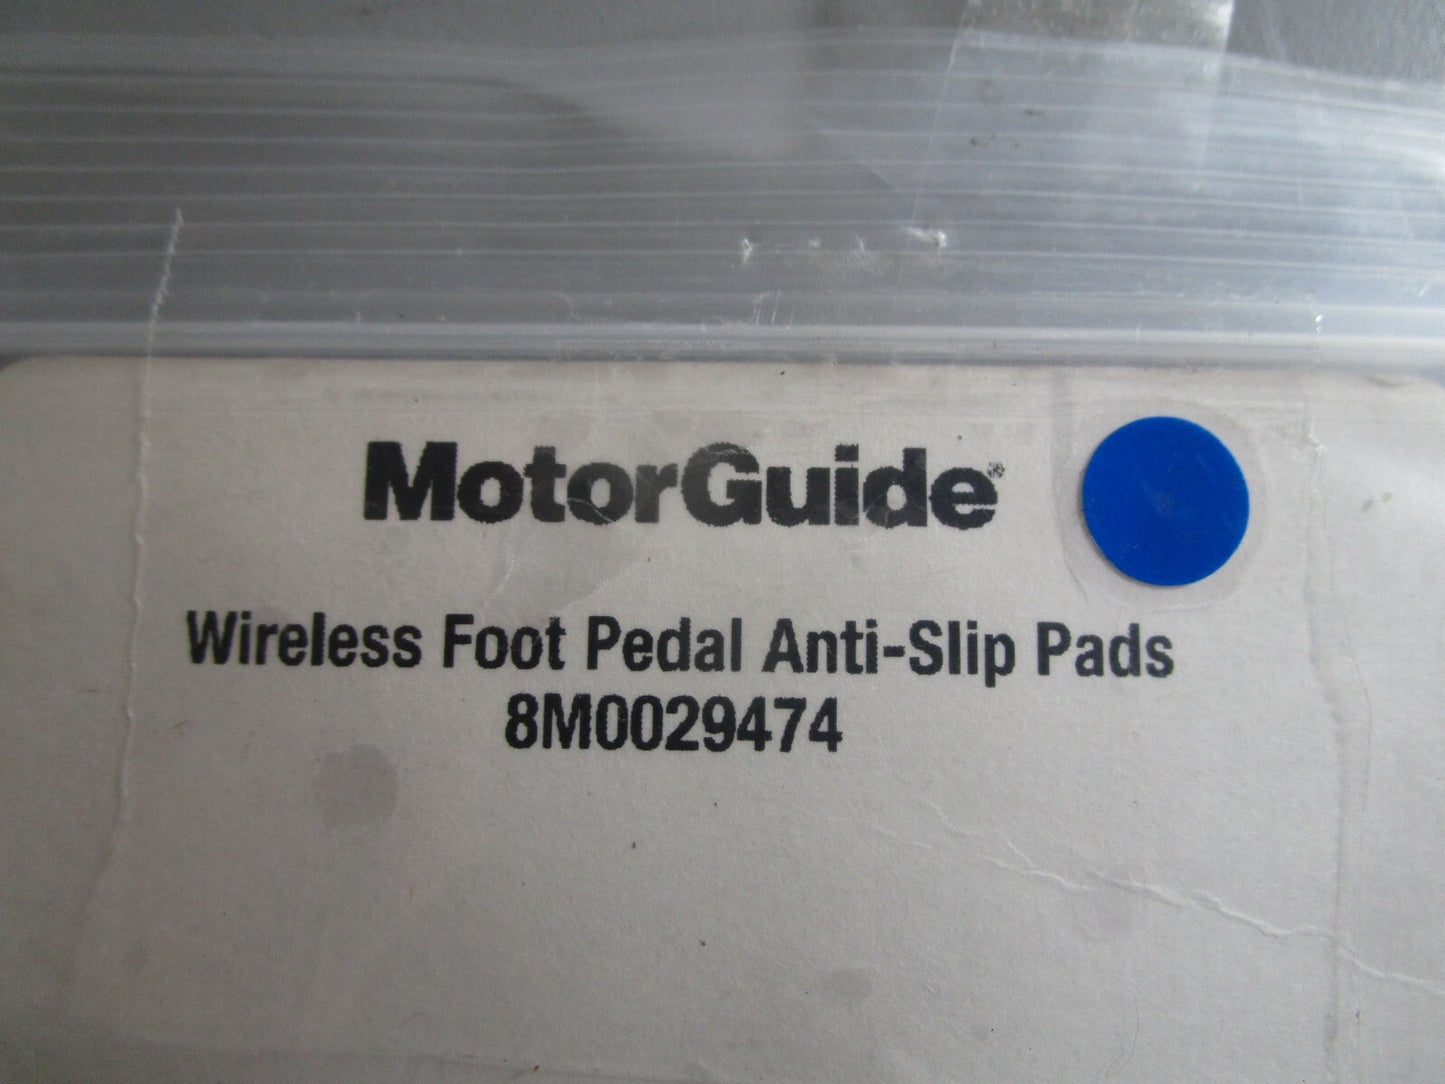 MotorGuide®
Wireless Foot Pedal Anti-Slip Pads
8M0029474